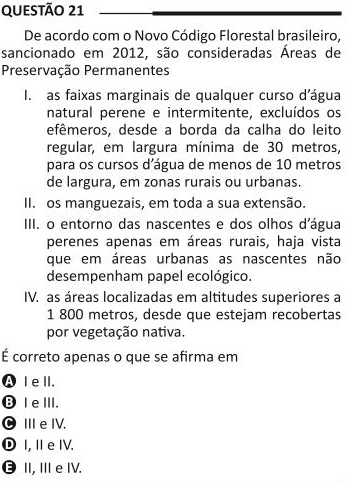 QUESTÃO 21
De acordo com o Novo Código Florestal brasileiro,
sancionado em 2012, são consideradas Áreas de
Preservação Permanentes
I. as faixas marginais de qualquer curso d’água
natural perene e intermitente, excluídos os
efêmeros, desde a borda da calha do leito
regular, em largura mínima de 30 metros,
para os cursos d’água de menos de 10 metros
de largura, em zonas rurais ou urbanas.
II. os manguezais, em toda a sua extensão.
III. o entorno das nascentes e dos olhos d’água
perenes apenas em áreas rurais, haja vista
que em áreas urbanas as nascentes não
desempenham papel ecológico.
IV. as áreas localizadas em altitudes superiores a
1 800 metros, desde que estejam recobertas
por vegetação nativa.
É correto apenas o que se afirma em
A I e II.
B I e III.
C III e IV.
D I, II e IV.
E II, III e IV.